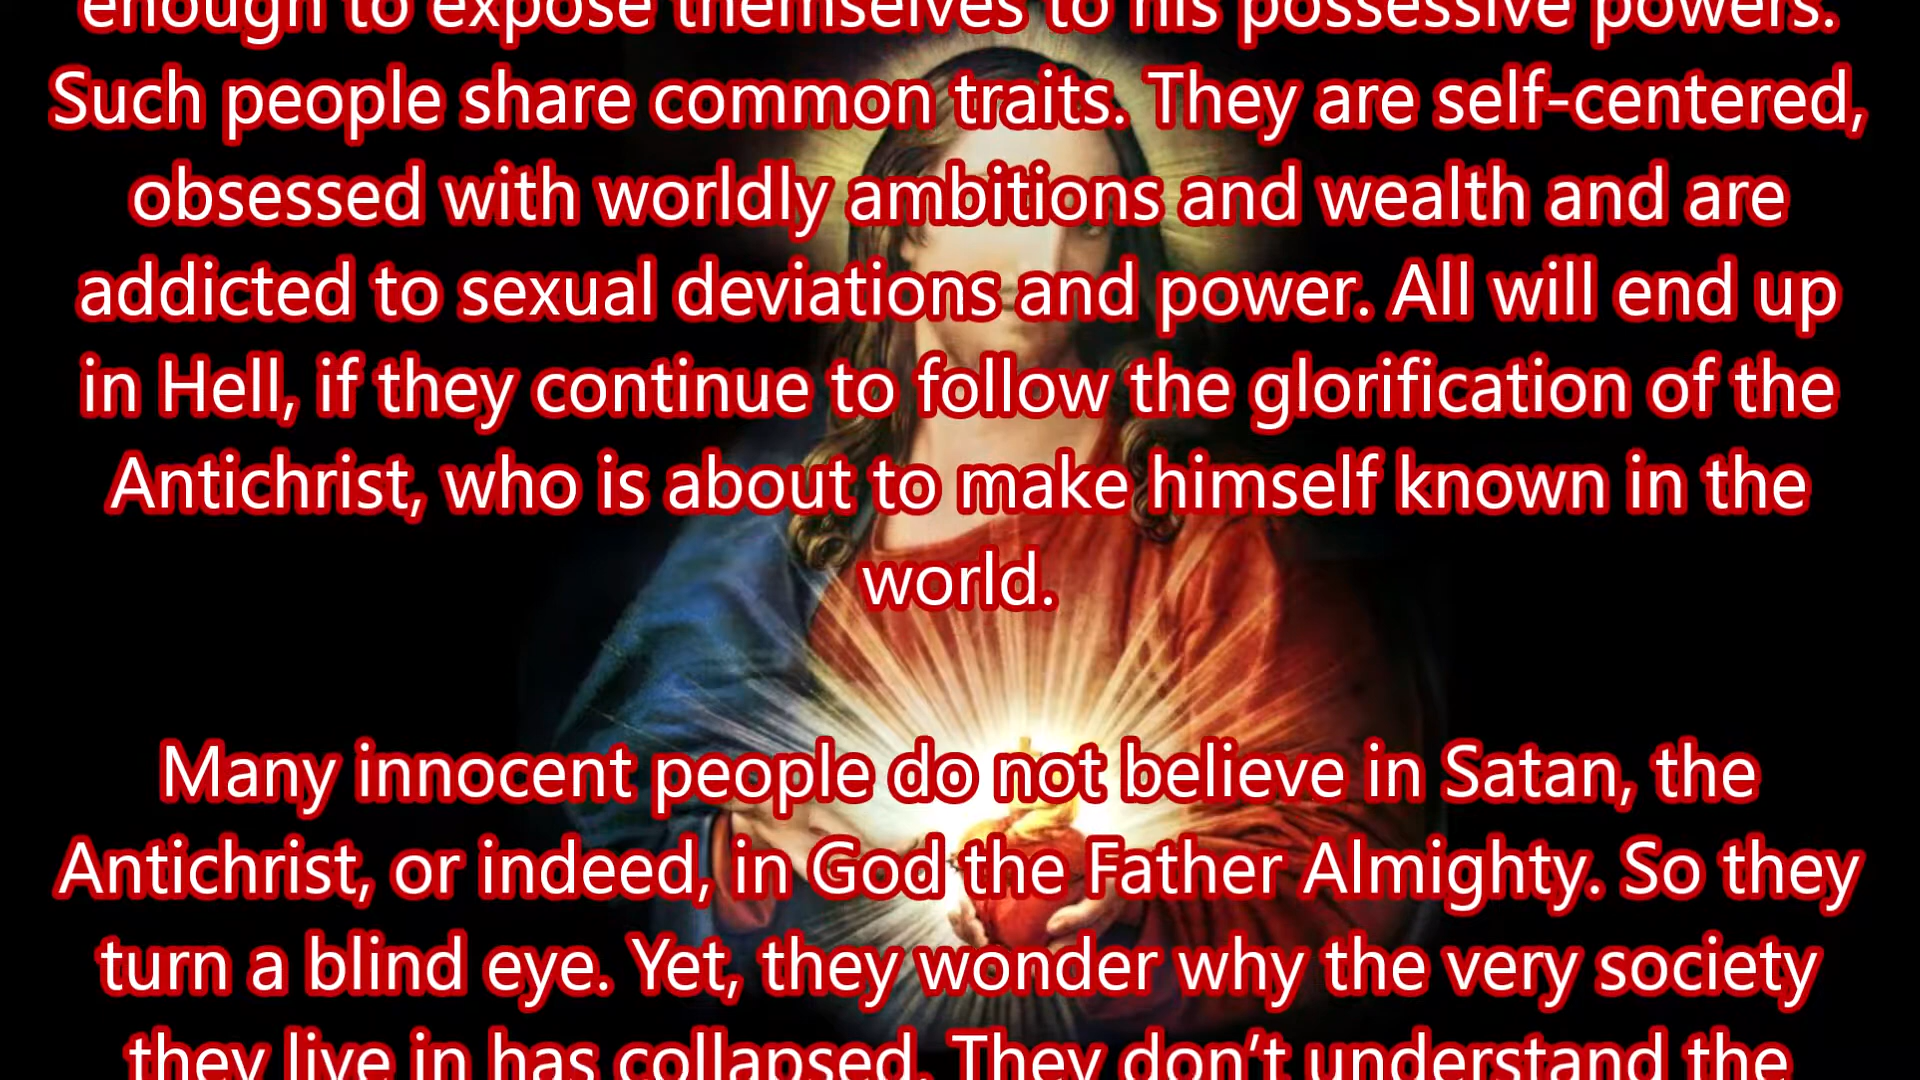 enough to expose themselves to his possessive powers.
Such people share common traits. They are self-centered,
obsessed with worldly ambitions and wealth and are
addicted to sexual deviations and power. All will end up
in Hell, if they continue to follow the glorification of the
Antichrist, who is about to make himself known in the
world.
Many innocent people do not believe in Satan, the
Antichrist, or indeed, in God the Father Almighty. So they
turn a blind eye. Yet, they wonder why the very society
they live in has collapsed. They don’t understand the